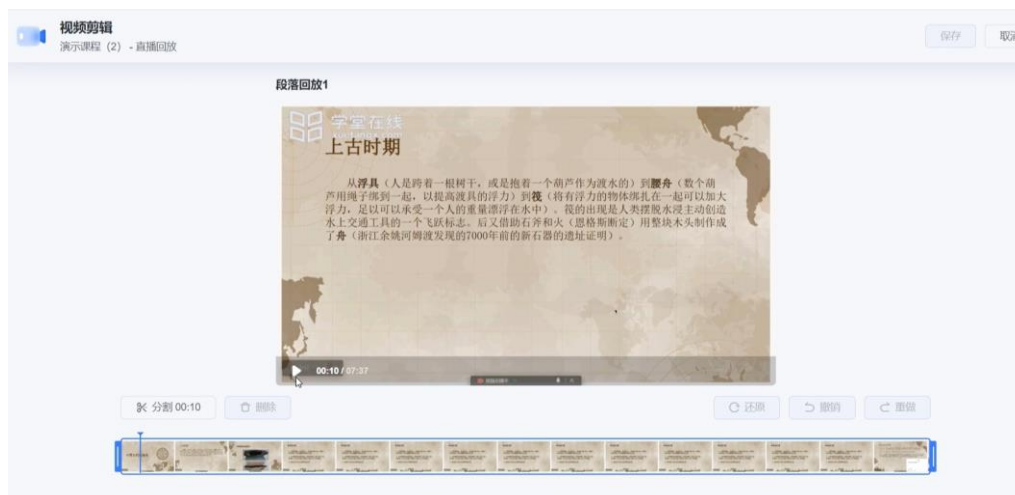 视频剪辑
演示课程（2） - 直播回放
保存
取消
段落回放1
学堂在线
上古时期
从浮具（人是跨着一根树干，或是抱着一个葫芦作为渡水的）到腰舟（数个葫
芦用绳子绑到一起，以提高渡具的浮力）到筏（将有浮力的物体绑扎在一起可以加大
浮力，足以可以承受一个人的重量漂浮在水中）。筏的出现是人类摆脱水浸主动创造
水上交通工具的一个飞跃标志。后又借助石斧和火（恩格斯断定）用整块木头制作成
了舟（浙江余姚河姆渡发现的7000年前的新石器的遗址证明）。
00:10 / 07:37
分割 00:10
删除
还原
撤销
重做